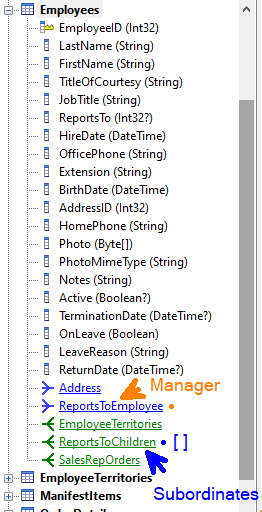 Employees
EmployeeID (Int32)
LastName (String)
FirstName (String)
TitleOfCourtesy (String)
JobTitle (String)
ReportsTo (Int32?)
HireDate (DateTime)
OfficePhone (String)
Extension (String)
BirthDate (DateTime)
AddressID (Int32)
HomePhone (String)
Photo (Byte[])
PhotoMimeType (String)
Notes (String)
Active (Boolean?)
TerminationDate (DateTime?)
OnLeave (Boolean)
LeaveReason (String)
ReturnDate (DateTime?)
Address
Manager
ReportsToEmployee
EmployeeTerritories
ReportsToChildren • [ ]
SalesRepOrders
EmployeeTerritories
Subordinates
ManifestItems